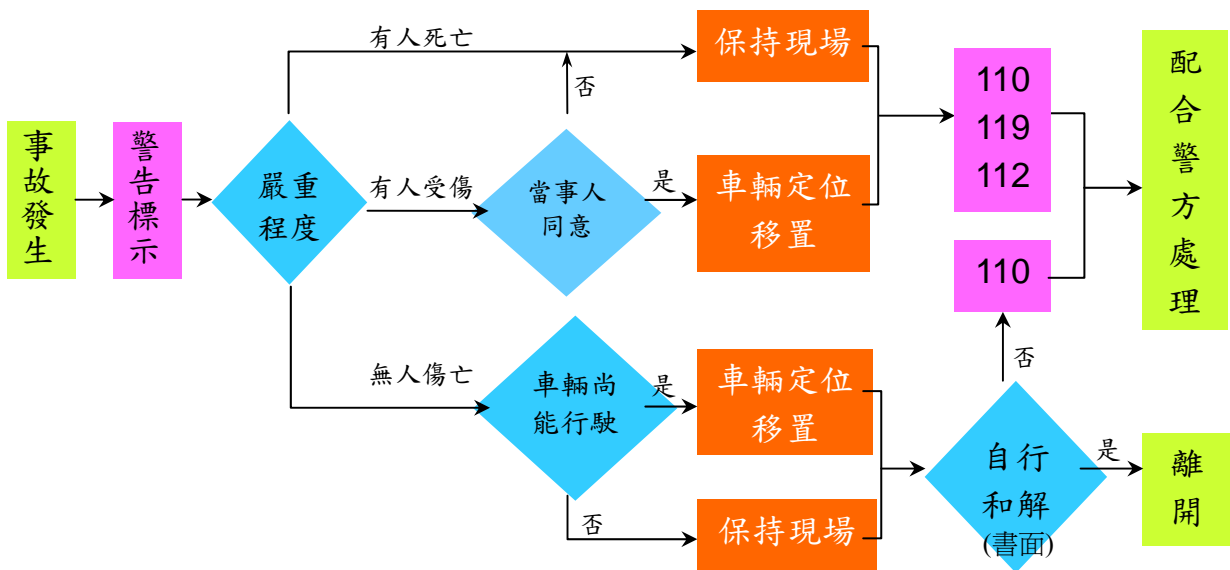 事故發生
警告標示
嚴重
程度
有人死亡
否
保持現場
有人受傷
當事人
同意
是
車輛定位
移置
110
119
112
配合警方處理
無人傷亡
車輛尚
能行駛
是
車輛定位
移置
否
保持現場
自行
和解
(書面)
否
110
是
離開